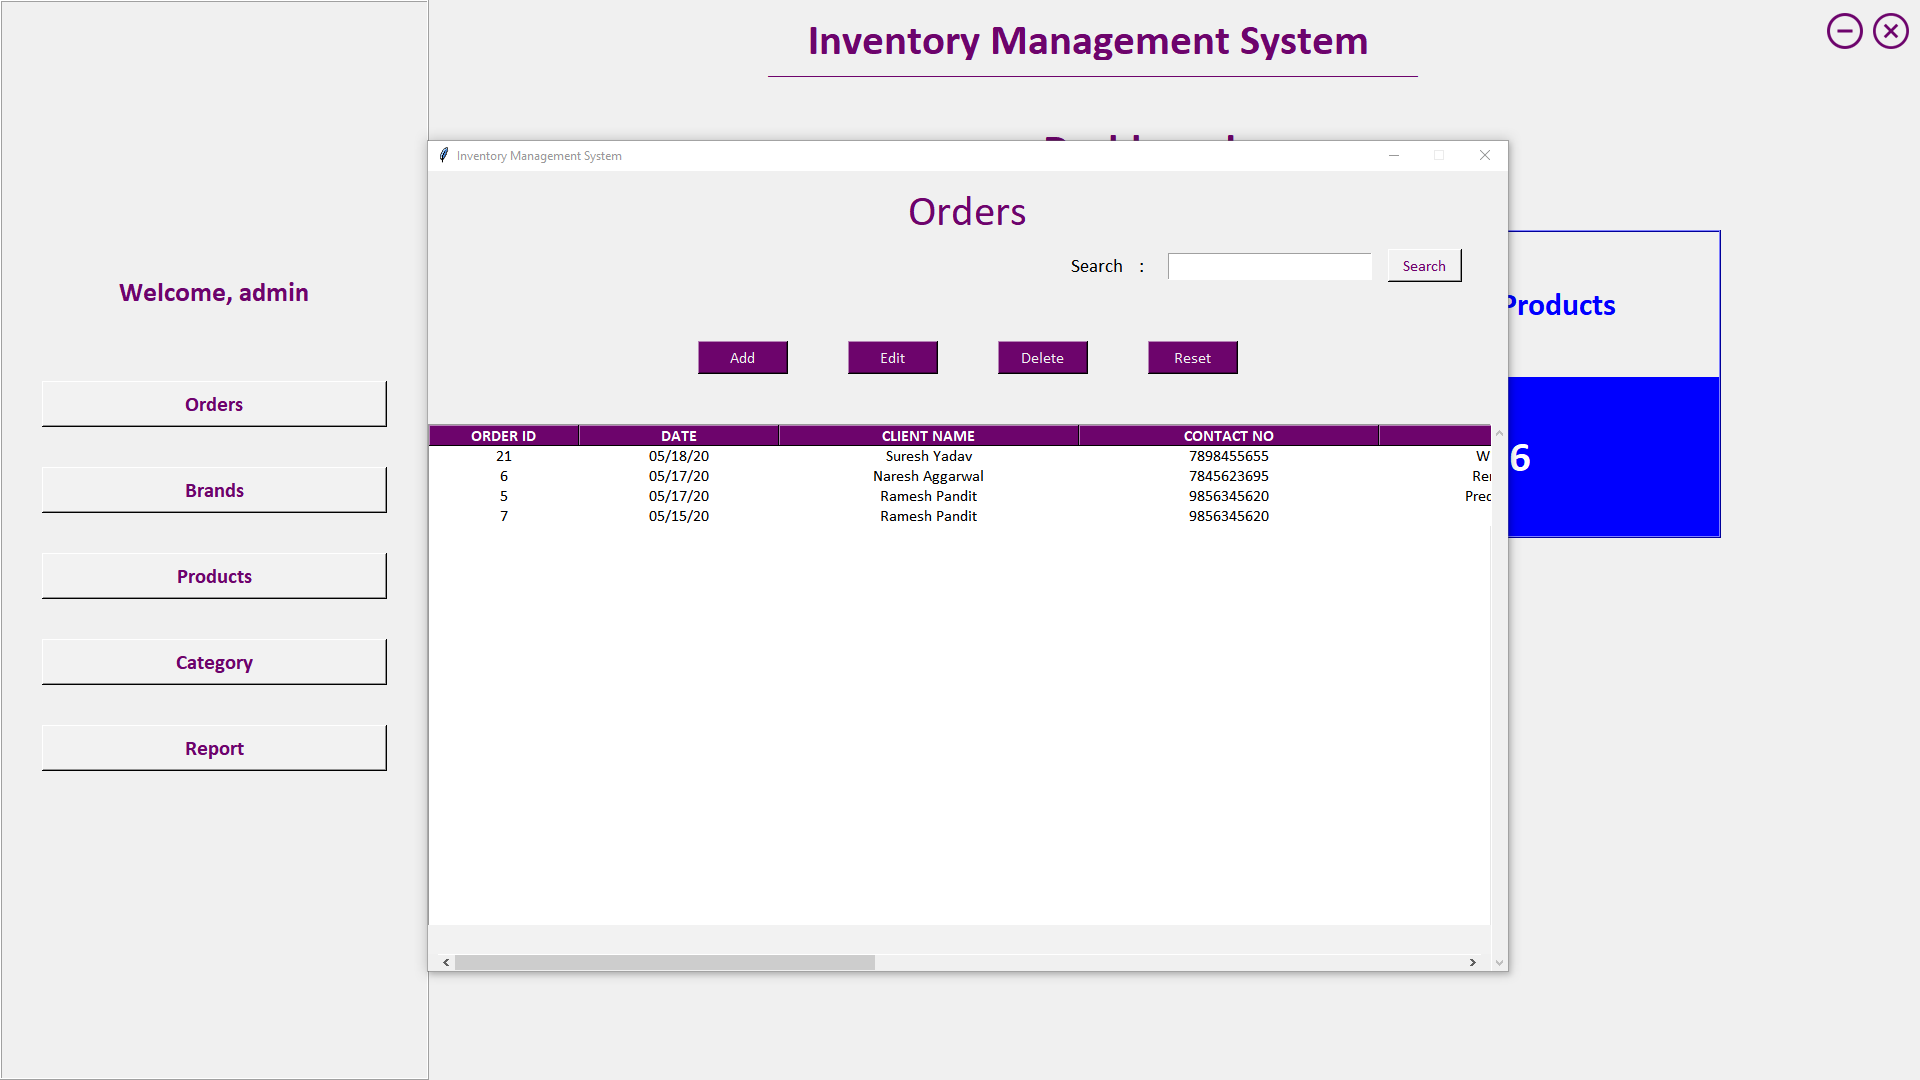 Inventory Management System
Inventory Management System
Orders
Search :
Search
Products
Welcome, admin
Add Edit Delete Reset
Orders
ORDER ID DATE CLIENT NAME CONTACT NO
21 05/18/20 Suresh Yadav 7898455655 W
6 05/17/20 Naresh Aggarwal 7845623695
5 05/17/20 Ramesh Pandit 9856345620
7 05/15/20 Ramesh Pandit 9856345620
6
Brands
Products
Category
Report